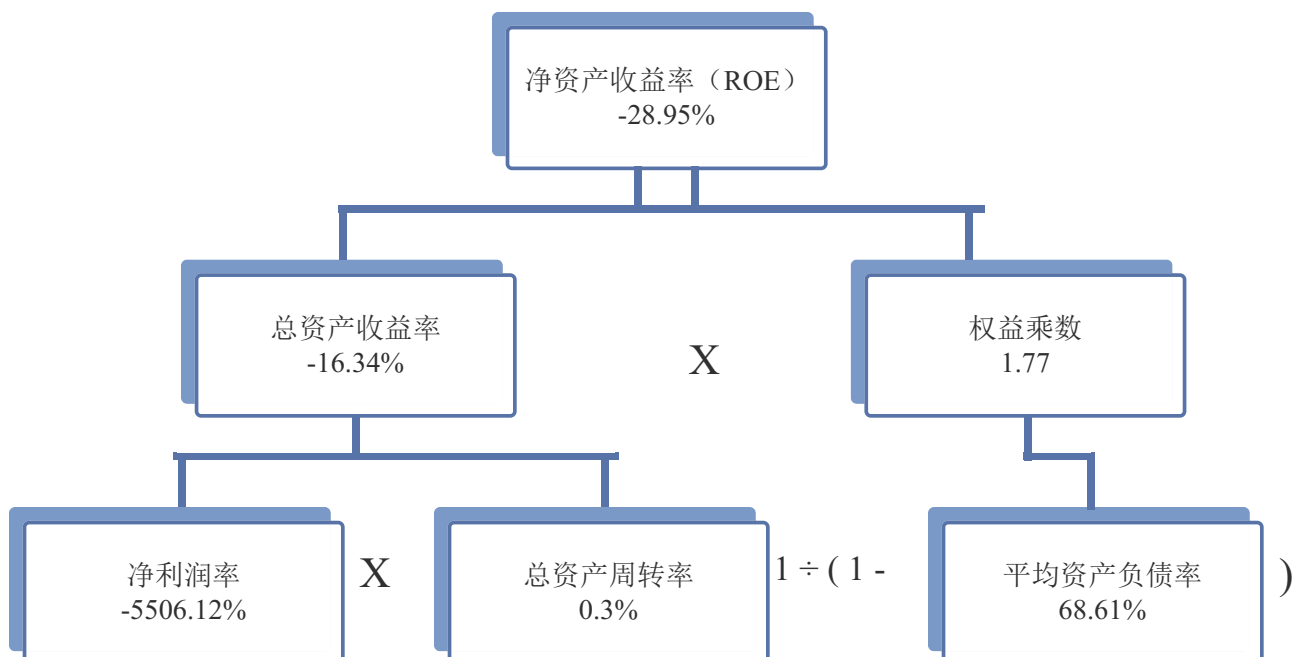 净资产收益率（ROE）
-28.95%
总资产收益率
-16.34%
X
权益乘数
1.77
净利润率
-5506.12%
X
总资产周转率
0.3%
1 ÷ ( 1 -
平均资产负债率
68.61%
)